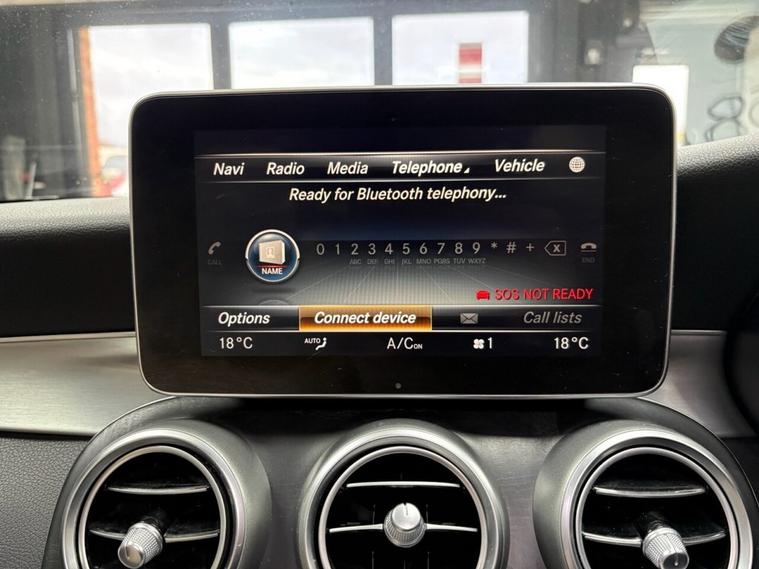 Navi Radio Media Telephone Vehicle
Ready for Bluetooth telephony...
0 1 2 3 4 5 6 7 8 9 * # +
ABC DEF GHI JKL MNO PQRS TUV WXYZ
CALL NAME END
SOS NOT READY
Options Connect device Call lists
18°C AUTO A/C ON 1 18°C